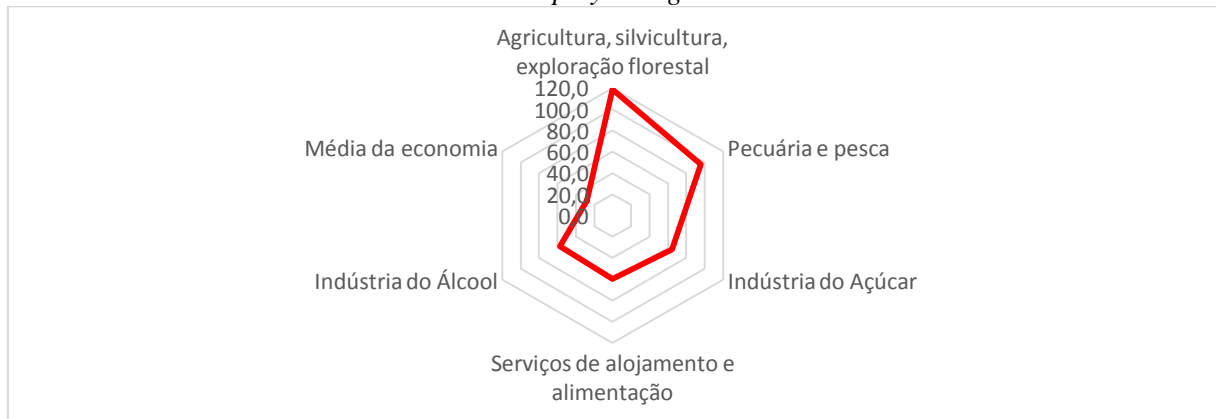 Agricultura, silvicultura,
exploração florestal
120,0
100,0
80,0
60,0
40,0
20,0
0,0
Média da economia
Pecuária e pesca
Indústria do Álcool
Indústria do Açúcar
Serviços de alojamento e
alimentação